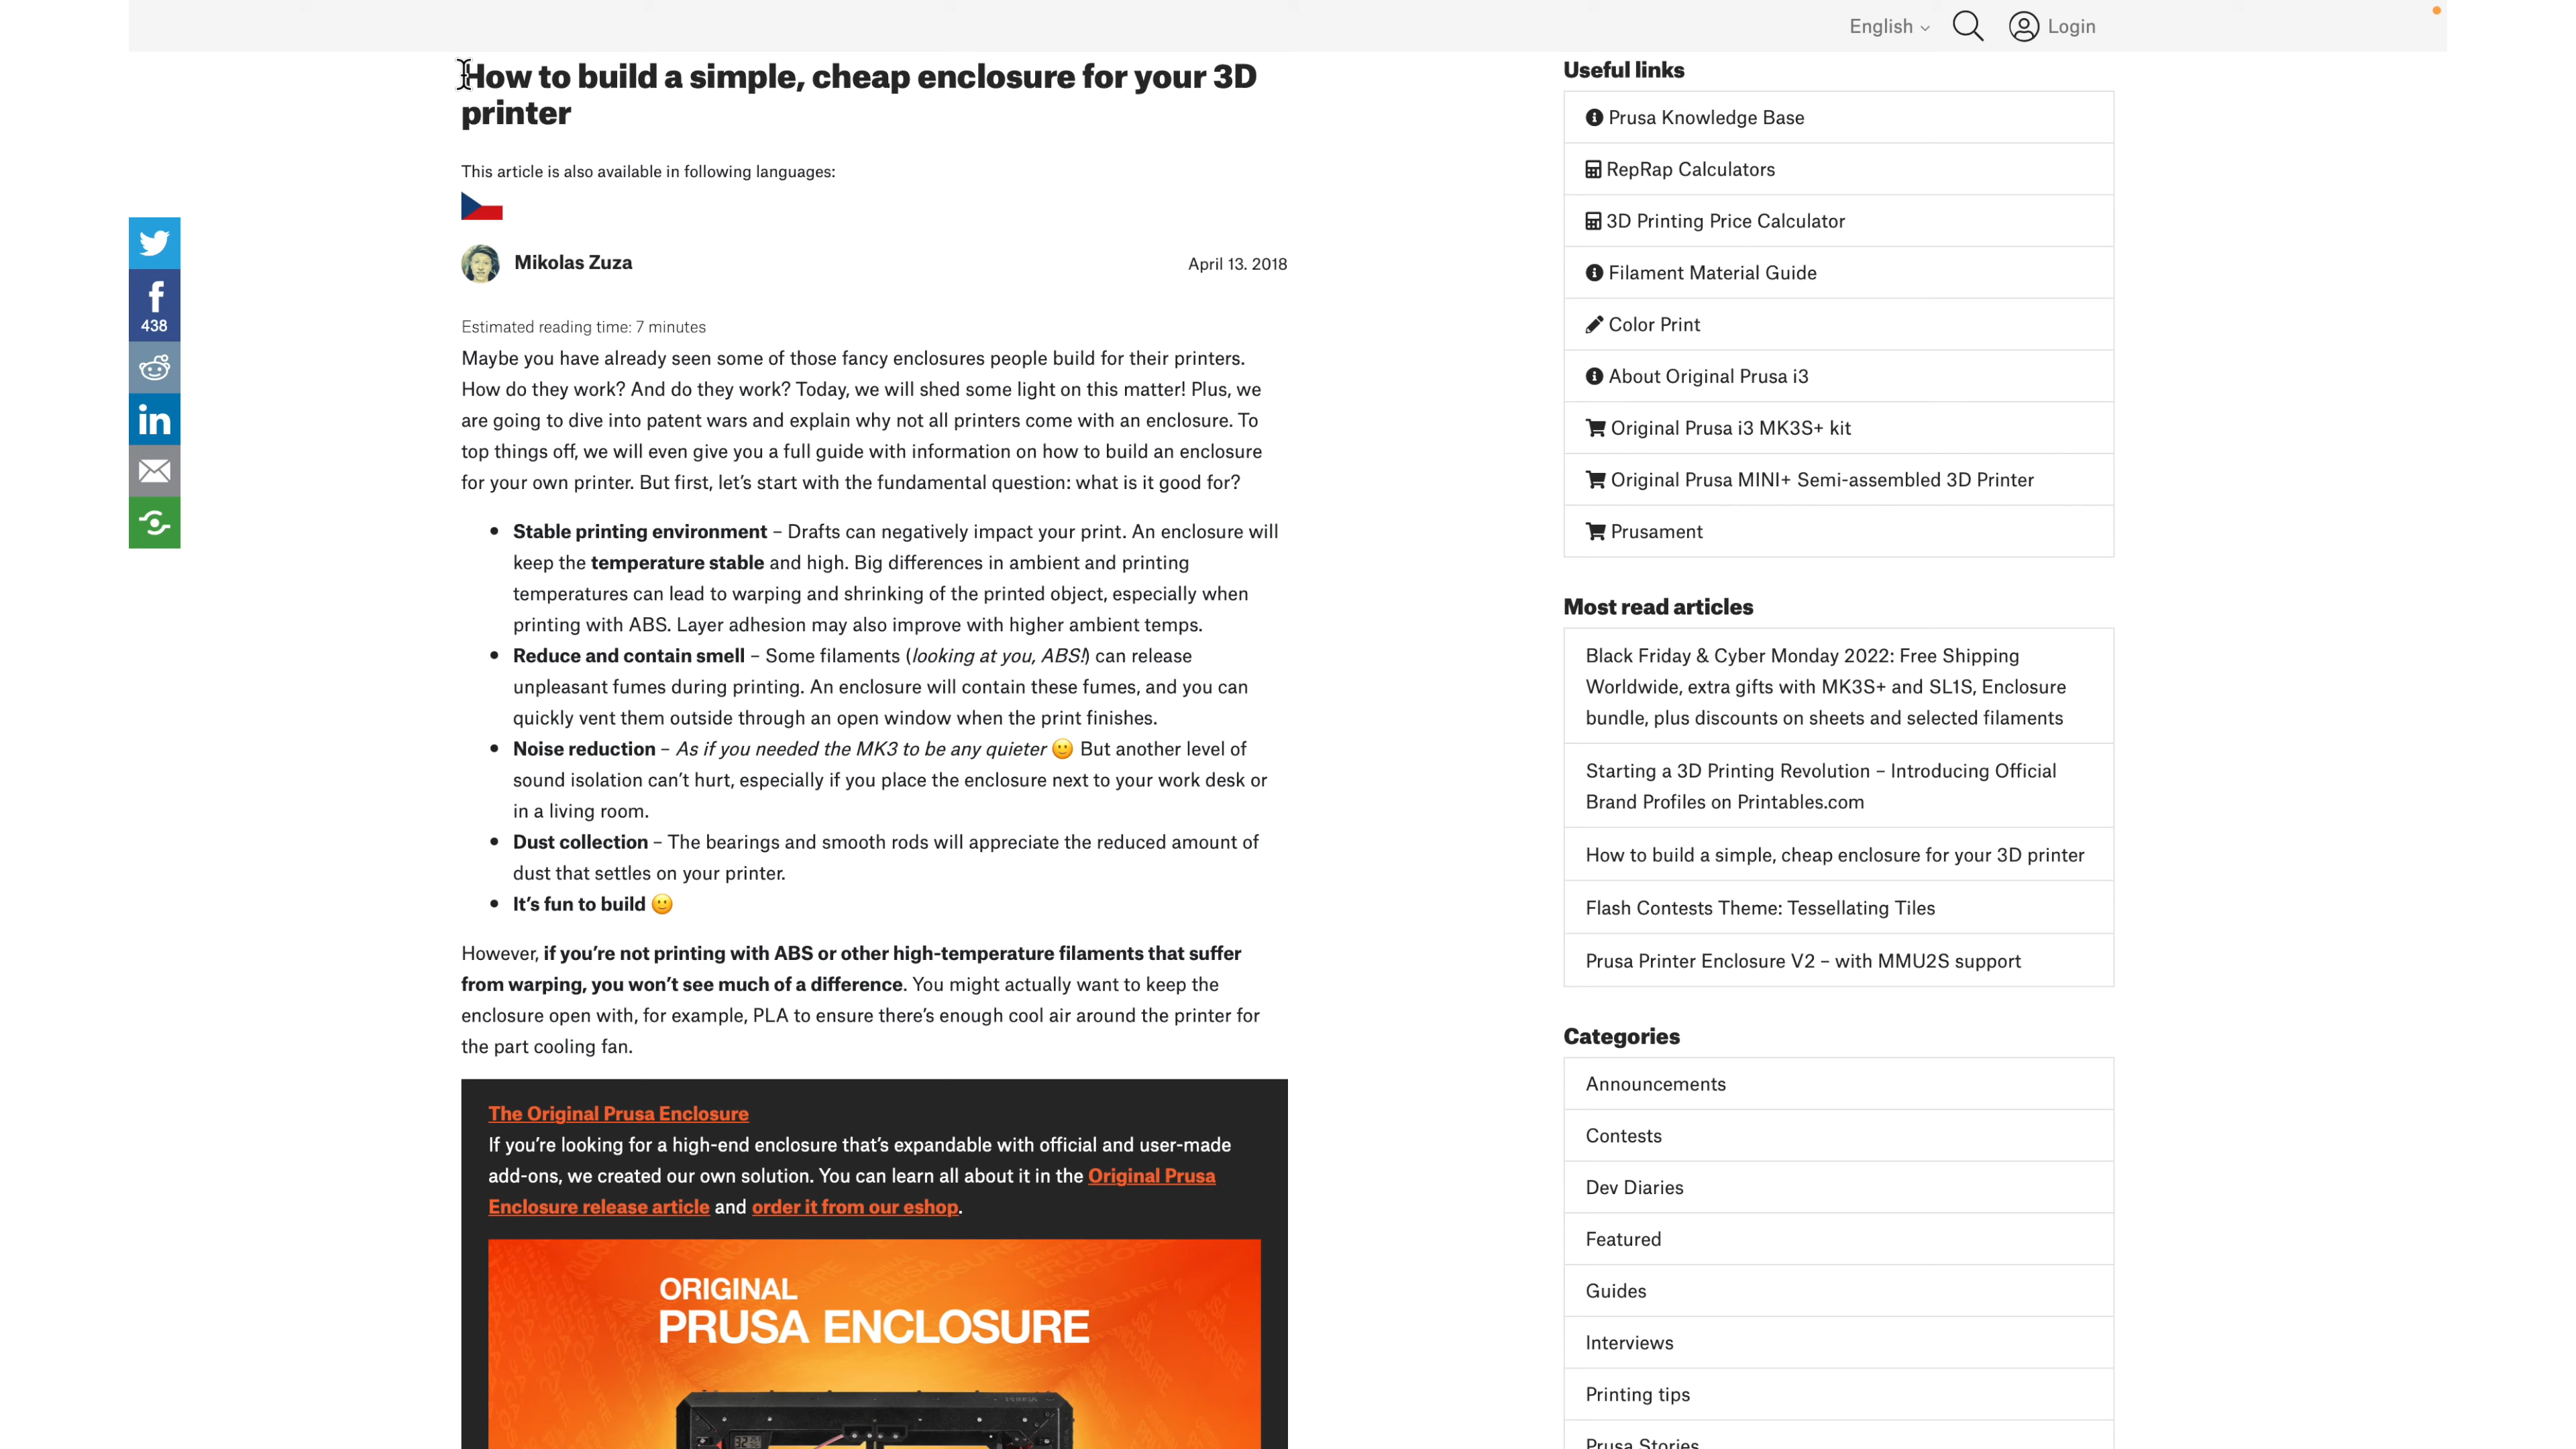 English
Login
How to build a simple, cheap enclosure for your 3D
printer
This article is also available in following languages:
Mikolas Zuza
April 13. 2018
Estimated reading time: 7 minutes
Maybe you have already seen some of those fancy enclosures people build for their printers.
How do they work? And do they work? Today, we will shed some light on this matter! Plus, we
are going to dive into patent wars and explain why not all printers come with an enclosure. To
top things off, we will even give you a full guide with information on how to build an enclosure
for your own printer. But first, let’s start with the fundamental question: what is it good for?
• Stable printing environment – Drafts can negatively impact your print. An enclosure will
keep the temperature stable and high. Big differences in ambient and printing
temperatures can lead to warping and shrinking of the printed object, especially when
printing with ABS. Layer adhesion may also improve with higher ambient temps.
• Reduce and contain smell – Some filaments (looking at you, ABS!) can release
unpleasant fumes during printing. An enclosure will contain these fumes, and you can
quickly vent them outside through an open window when the print finishes.
• Noise reduction – As if you needed the MK3 to be any quieter 🙂 But another level of
sound isolation can’t hurt, especially if you place the enclosure next to your work desk or
in a living room.
• Dust collection – The bearings and smooth rods will appreciate the reduced amount of
dust that settles on your printer.
• It’s fun to build 🙂
However, if you’re not printing with ABS or other high-temperature filaments that suffer
from warping, you won’t see much of a difference. You might actually want to keep the
enclosure open with, for example, PLA to ensure there’s enough cool air around the printer for
the part cooling fan.
The Original Prusa Enclosure
If you’re looking for a high-end enclosure that’s expandable with official and user-made
add-ons, we created our own solution. You can learn all about it in the Original Prusa
Enclosure release article and order it from our eshop.
ORIGINAL
PRUSA ENCLOSURE
438
in
Useful links
Prusa Knowledge Base
RepRap Calculators
3D Printing Price Calculator
Filament Material Guide
Color Print
About Original Prusa i3
Original Prusa i3 MK3S+ kit
Original Prusa MINI+ Semi-assembled 3D Printer
Prusament
Most read articles
Black Friday & Cyber Monday 2022: Free Shipping
Worldwide, extra gifts with MK3S+ and SL1S, Enclosure
bundle, plus discounts on sheets and selected filaments
Starting a 3D Printing Revolution – Introducing Official
Brand Profiles on Printables.com
How to build a simple, cheap enclosure for your 3D printer
Flash Contests Theme: Tessellating Tiles
Prusa Printer Enclosure V2 – with MMU2S support
Categories
Announcements
Contests
Dev Diaries
Featured
Guides
Interviews
Printing tips
Prusa Stories